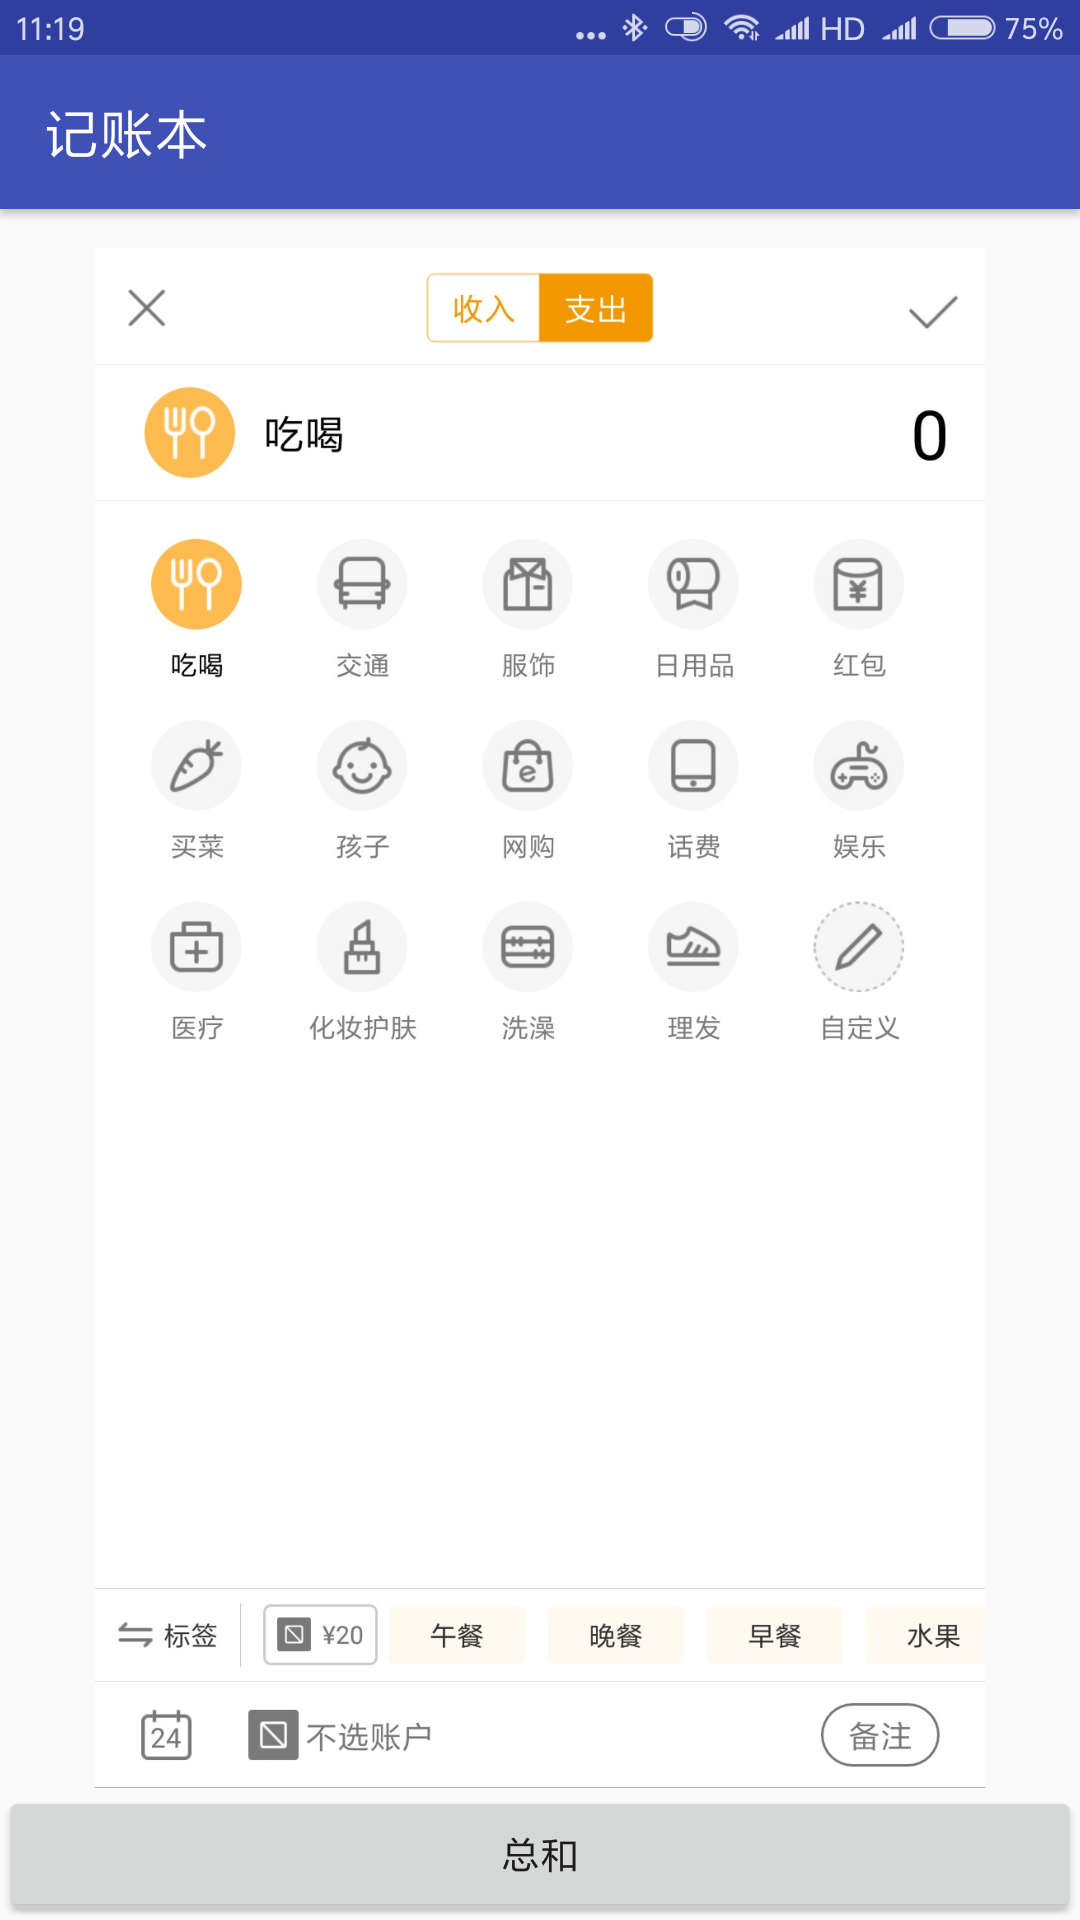 11:19 HD 75%
记账本
收入 支出
吃喝 0
吃喝 交通 服饰 日用品 红包
买菜 孩子 网购 话费 娱乐
医疗 化妆护肤 洗澡 理发 自定义
标签 ¥20 午餐 晚餐 早餐 水果
24 不选账户 备注
总和